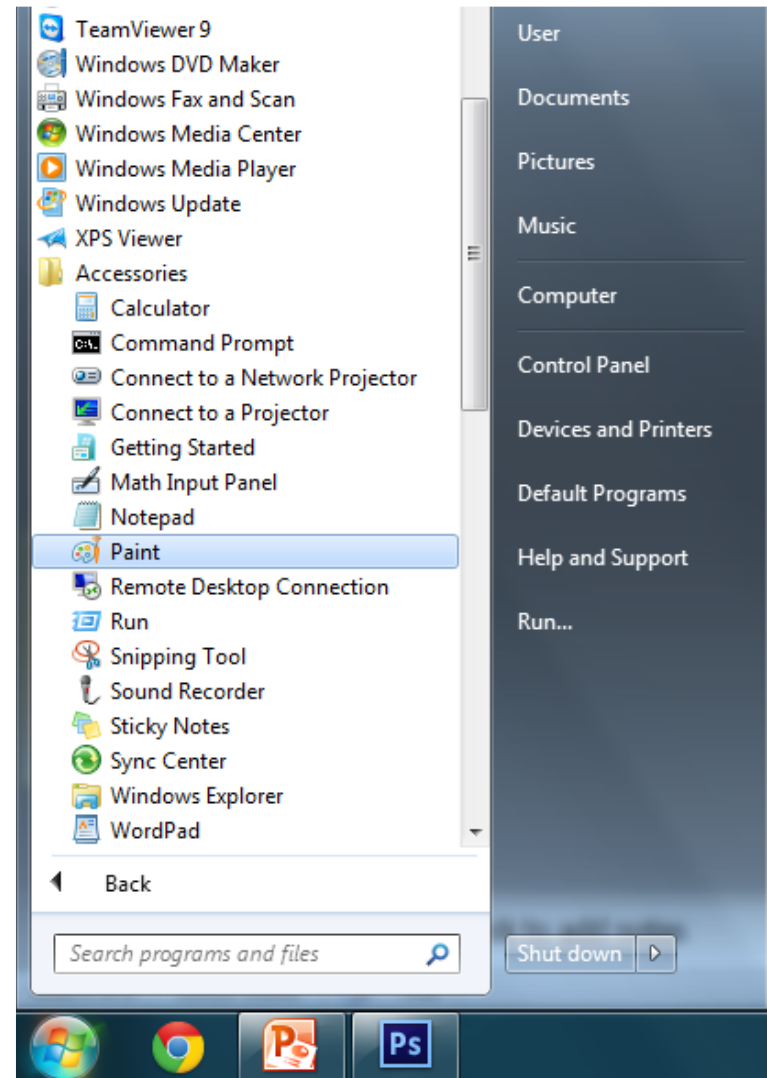 TeamViewer 9
Windows DVD Maker
Windows Fax and Scan
Windows Media Center
Windows Media Player
Windows Update
XPS Viewer
Accessories
Calculator
Command Prompt
Connect to a Network Projector
Connect to a Projector
Getting Started
Math Input Panel
Notepad
Paint
Remote Desktop Connection
Run
Snipping Tool
Sound Recorder
Sticky Notes
Sync Center
Windows Explorer
WordPad
Back
Search programs and files
User
Documents
Pictures
Music
Computer
Control Panel
Devices and Printers
Default Programs
Help and Support
Run...
Shut down
P
Ps